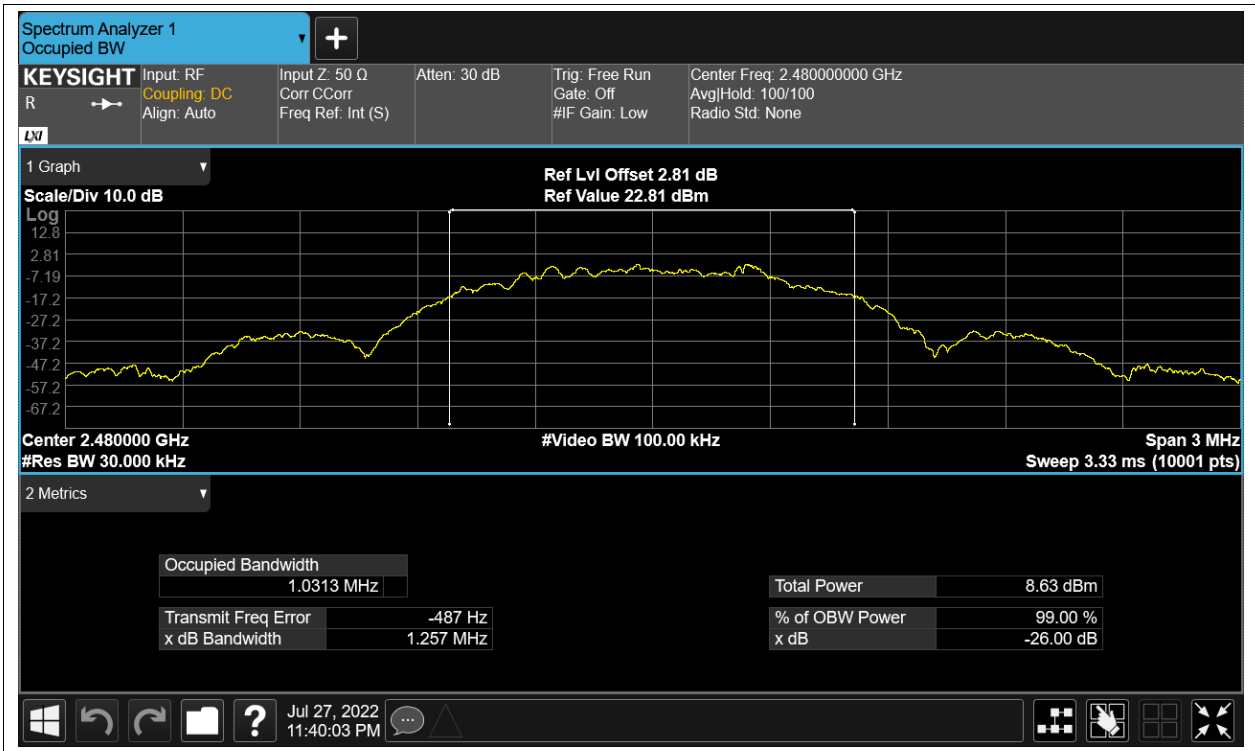 Spectrum Analyzer 1
Occupied BW
KEYSIGHT
R
LXI
Input: RF
Coupling: DC
Align: Auto
Input Z: 50 Ω
Corr CCorr
Freq Ref: Int (S)
Atten: 30 dB
Trig: Free Run
Gate: Off
#IF Gain: Low
Center Freq: 2.480000000 GHz
Avg|Hold: 100/100
Radio Std: None
1 Graph
Scale/Div 10.0 dB
Ref Lvl Offset 2.81 dB
Ref Value 22.81 dBm
Log
12.8
2.81
-7.19
-17.2
-27.2
-37.2
-47.2
-57.2
-67.2
Center 2.480000 GHz
#Video BW 100.00 kHz
Span 3 MHz
#Res BW 30.000 kHz
Sweep 3.33 ms (10001 pts)
2 Metrics
Occupied Bandwidth
1.0313 MHz
Total Power 8.63 dBm
Transmit Freq Error -487 Hz
% of OBW Power 99.00 %
x dB Bandwidth 1.257 MHz
x dB -26.00 dB
?
Jul 27, 2022
11:40:03 PM